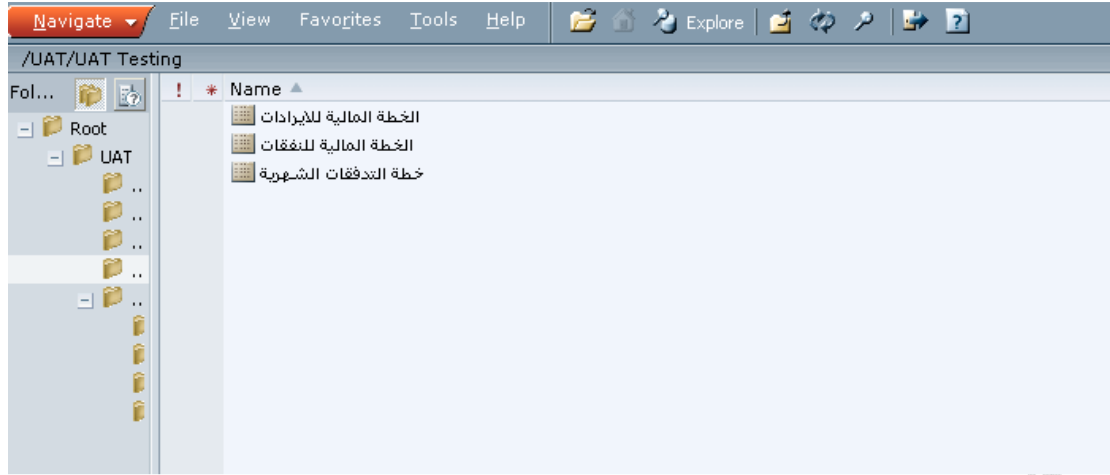 Navigate File View Favorites Tools Help Explore
/UAT/UAT Testing
Fol... ! * Name
Root
UAT
..
..
..
..
..
الخطة المالية للايرادات
الخطة المالية للنفقات
خطة التدفقات الشهرية